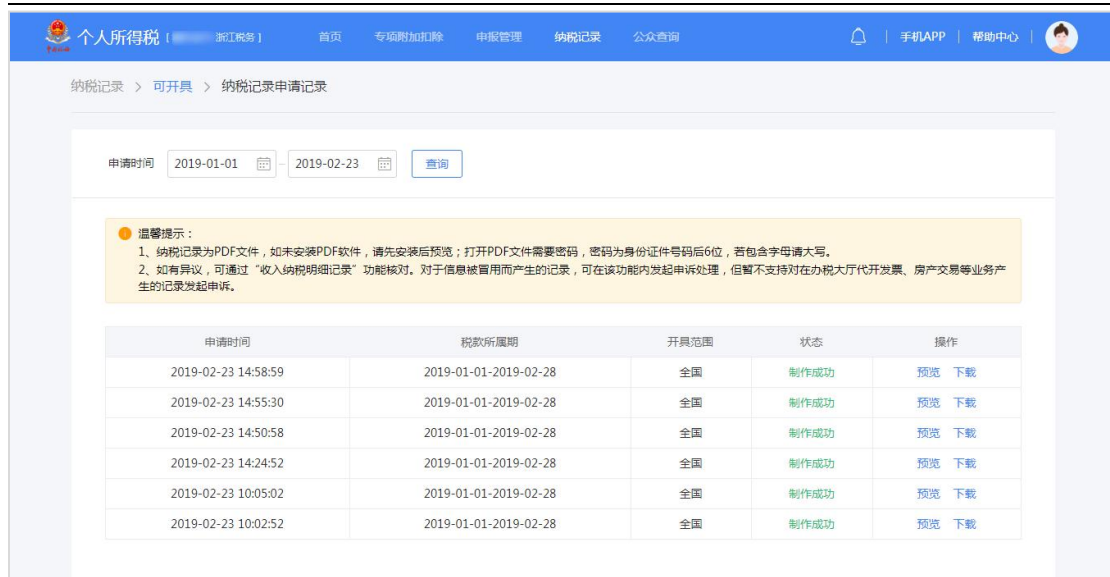 个人所得税 [ 浙江税务 ] 首页 专项附加扣除 申报管理 纳税记录 公众查询 | 手机APP | 帮助中心 |
纳税记录 > 可开具 > 纳税记录申请记录
申请时间 2019-01-01 - 2019-02-23 查询
温馨提示：
1、纳税记录为PDF文件，如未安装PDF软件，请先安装后预览；打开PDF文件需要密码，密码为身份证件号码后6位，若包含字母请大写。
2、如有异议，可通过“收入纳税明细记录”功能核对。对于信息被冒用而产生的记录，可在该功能内发起申诉处理，但暂不支持对在办税大厅代开发票、房产交易等业务产
生的记录发起申诉。
申请时间 税款所属期 开具范围 状态 操作
2019-02-23 14:58:59 2019-01-01-2019-02-28 全国 制作成功 预览 下载
2019-02-23 14:55:30 2019-01-01-2019-02-28 全国 制作成功 预览 下载
2019-02-23 14:50:58 2019-01-01-2019-02-28 全国 制作成功 预览 下载
2019-02-23 14:24:52 2019-01-01-2019-02-28 全国 制作成功 预览 下载
2019-02-23 10:05:02 2019-01-01-2019-02-28 全国 制作成功 预览 下载
2019-02-23 10:02:52 2019-01-01-2019-02-28 全国 制作成功 预览 下载